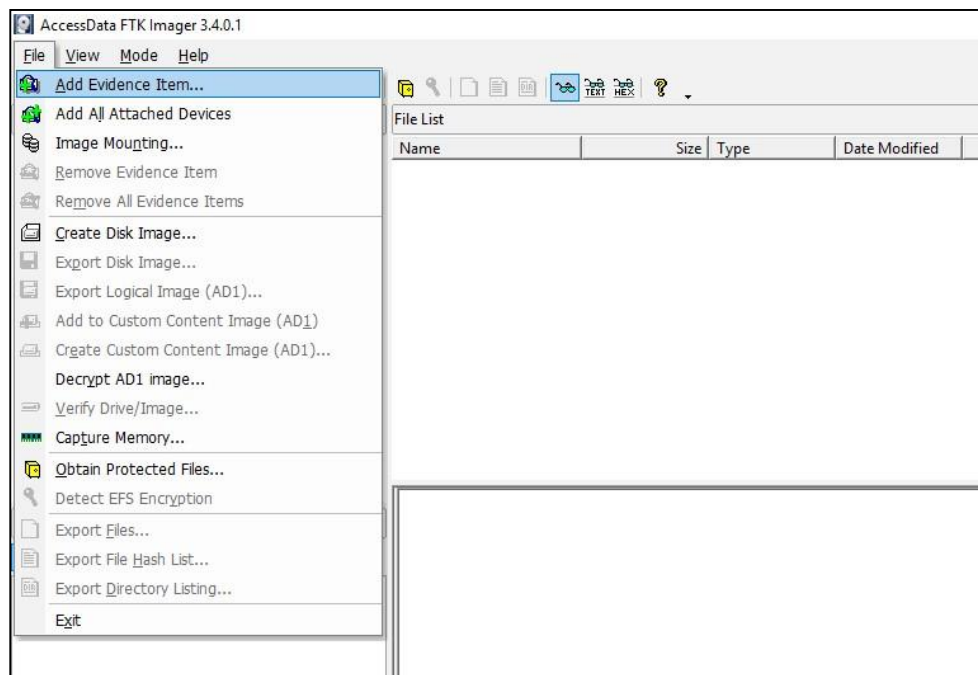 AccessData FTK Imager 3.4.0.1
File View Mode Help
Add Evidence Item...
Add All Attached Devices
Image Mounting...
Remove Evidence Item
Remove All Evidence Items
Create Disk Image...
Export Disk Image...
Export Logical Image (AD1)...
Add to Custom Content Image (AD1)
Create Custom Content Image (AD1)...
Decrypt AD1 image...
Verify Drive/Image...
Capture Memory...
Obtain Protected Files...
Detect EFS Encryption
Export Files...
Export File Hash List...
Export Directory Listing...
Exit
TEXT HEX ?
File List
Name Size Type Date Modified